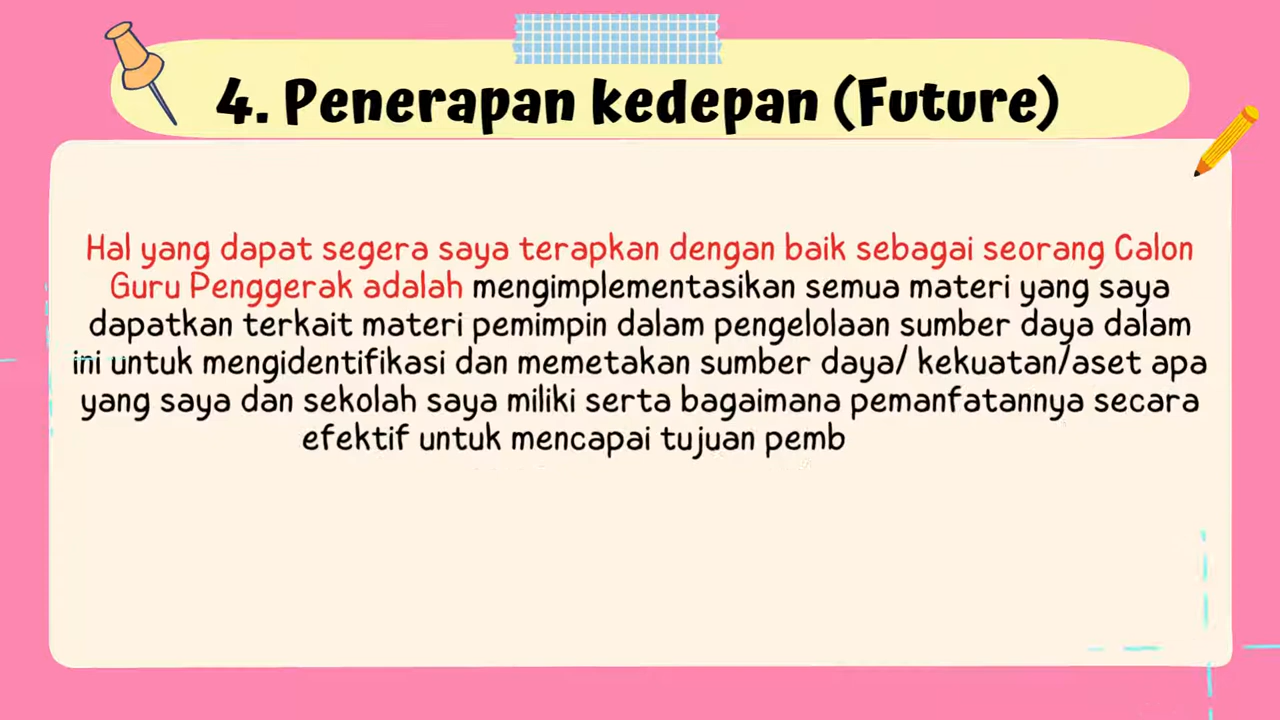 4. Penerapan kedepan (Future)
Hal yang dapat segera saya terapkan dengan baik sebagai seorang Calon
Guru Penggerak adalah mengimplementasikan semua materi yang saya
dapatkan terkait materi pemimpin dalam pengelolaan sumber daya dalam
ini untuk mengidentifikasi dan memetakan sumber daya/ kekuatan/aset apa
yang saya dan sekolah saya miliki serta bagaimana pemanfatannya secara
efektif untuk mencapai tujuan pemb